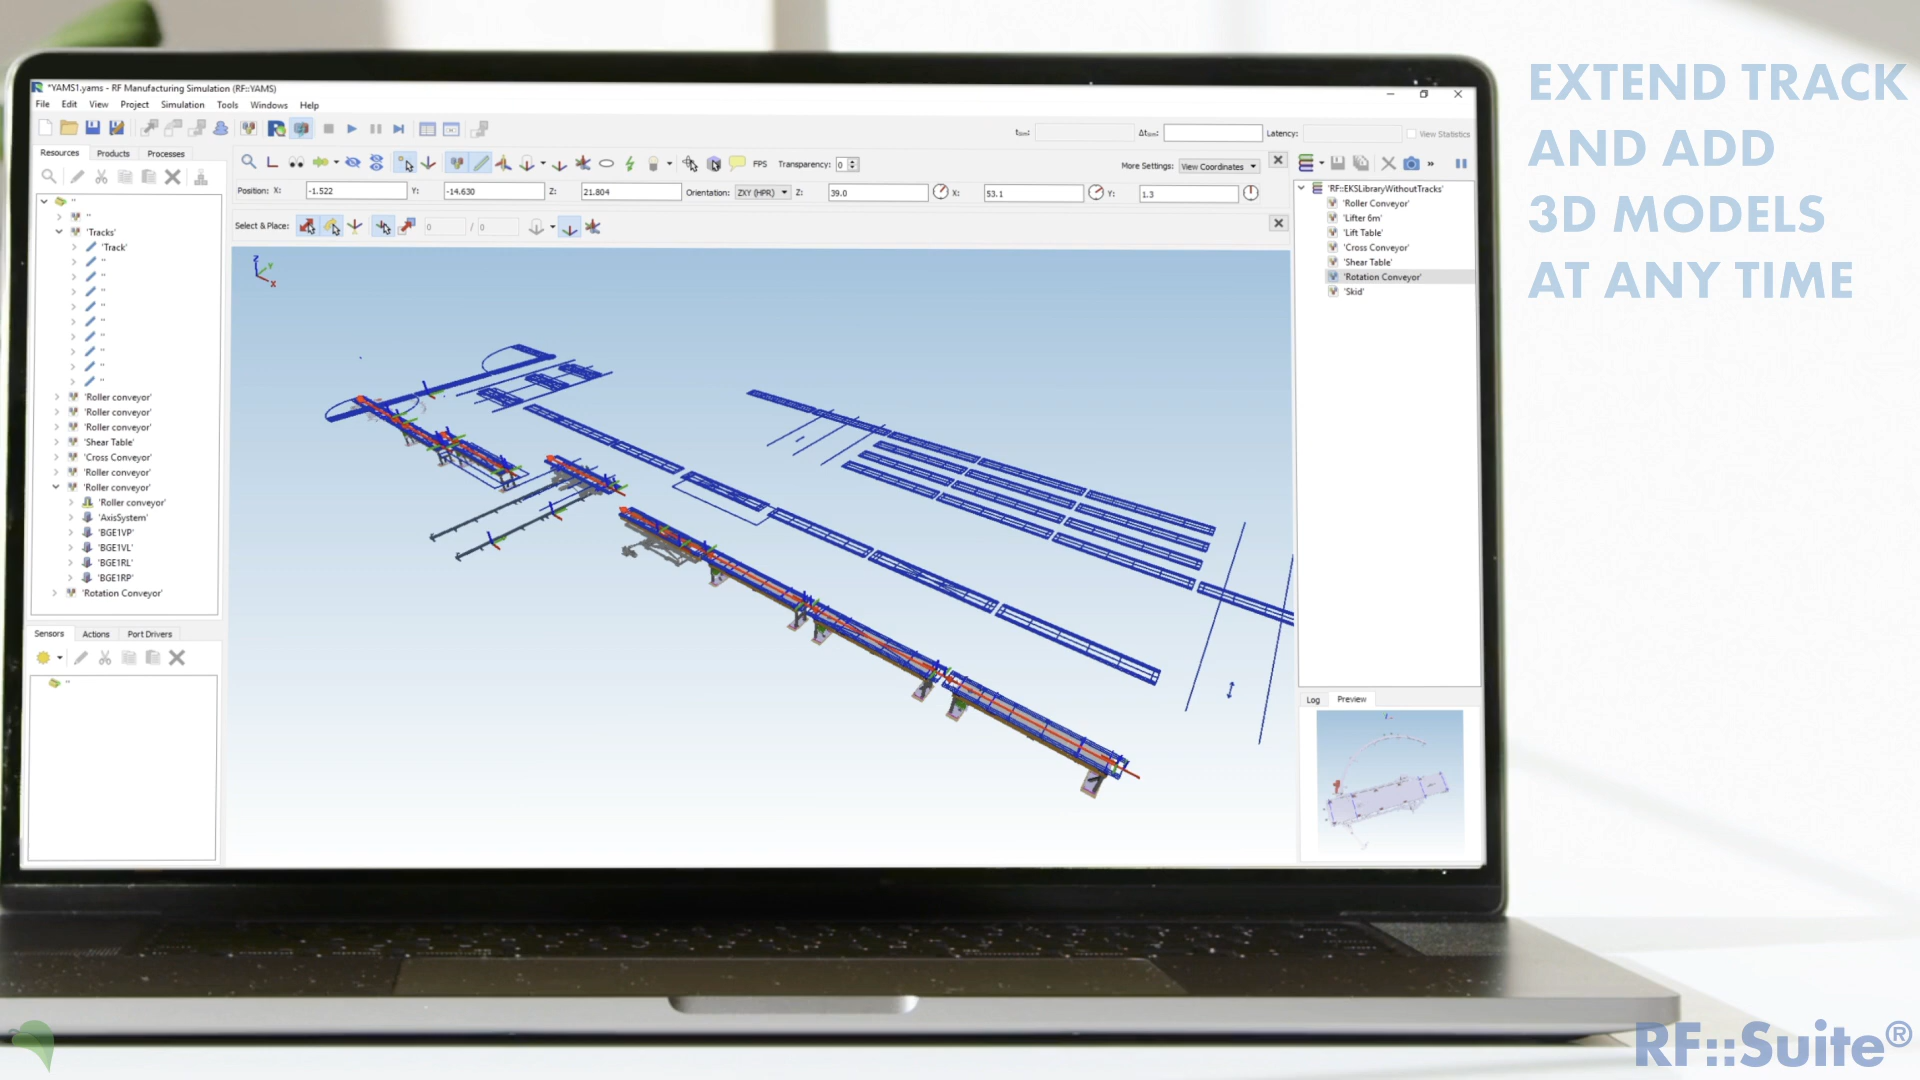 EXTEND TRACK
AND ADD
3D MODELS
AT ANY TIME
*YAMS1.yams - RF Manufacturing Simulation (RF::YAMS)
File Edit View Project Simulation Tools Windows Help
Latency: View Statistics
Resources Products Processes
FPS Transparency: 0 More Settings: View Coordinates
Position: X: -1.522 Y: -14.630 Z: 21.804 Orientation: ZXY (HPR) Z: 39.0 X: 53.1 Y: 1.3
Select & Place: 0 / 0
''
''
'Tracks'
'Track'
''
''
''
''
''
''
''
''
''
'Roller conveyor'
'Roller conveyor'
'Roller conveyor'
'Shear Table'
'Cross Conveyor'
'Roller conveyor'
'Roller conveyor'
'Roller conveyor'
'AxisSystem'
'BGE1VP'
'BGE1VL'
'BGE1RL'
'BGE1RP'
'Rotation Conveyor'
Sensors Actions Port Drivers
''
Z
Y
X
'RF::EKSLibraryWithoutTracks'
'Roller Conveyor'
'Lifter 6m'
'Lift Table'
'Cross Conveyor'
'Shear Table'
'Rotation Conveyor'
'Skid'
Log Preview
RF::Suite®